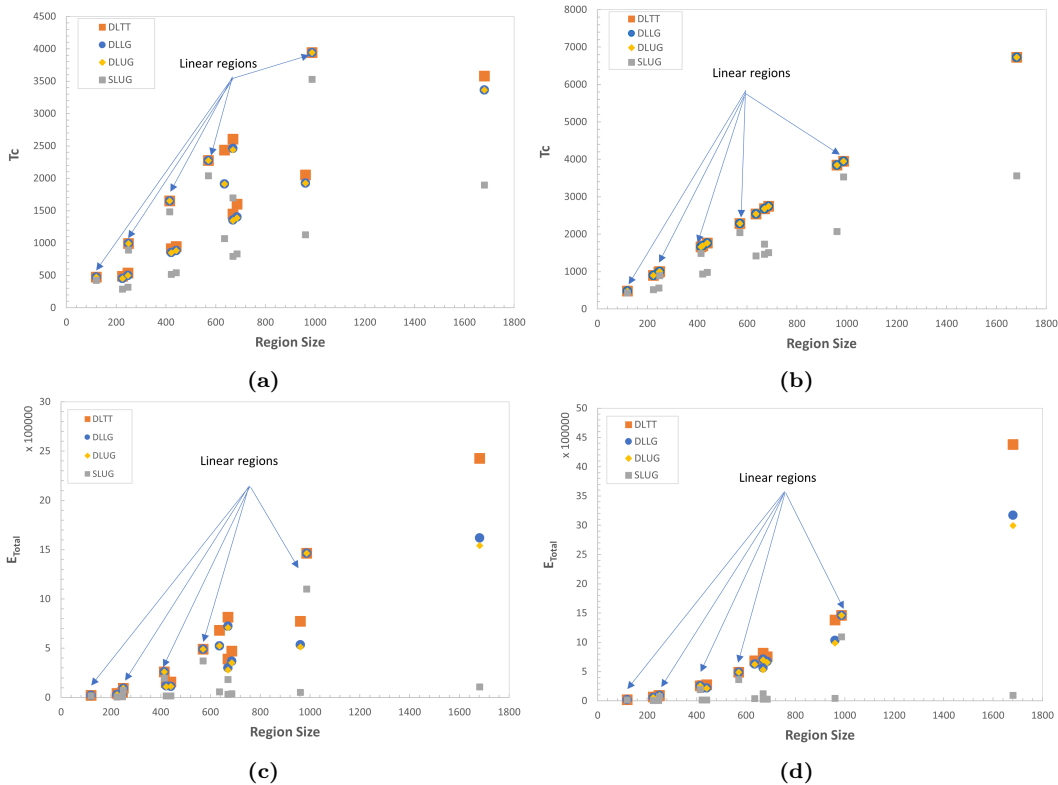 4500
4000
3500
3000
2500
2000
1500
1000
500
0
Tc
DLTT
DLLG
DLUG
SLUG
Linear regions
0 200 400 600 800 1000 1200 1400 1600 1800
Region Size
(a)
8000
7000
6000
5000
4000
3000
2000
1000
0
Tc
DLTT
DLLG
DLUG
SLUG
Linear regions
0 200 400 600 800 1000 1200 1400 1600 1800
Region Size
(b)
30
25
20
15
10
5
0
x 100000
E_Total
DLTT
DLLG
DLUG
SLUG
Linear regions
0 200 400 600 800 1000 1200 1400 1600 1800
Region Size
(c)
50
45
40
35
30
25
20
15
10
5
0
x 100000
E_Total
DLTT
DLLG
DLUG
SLUG
Linear regions
0 200 400 600 800 1000 1200 1400 1600 1800
Region Size
(d)